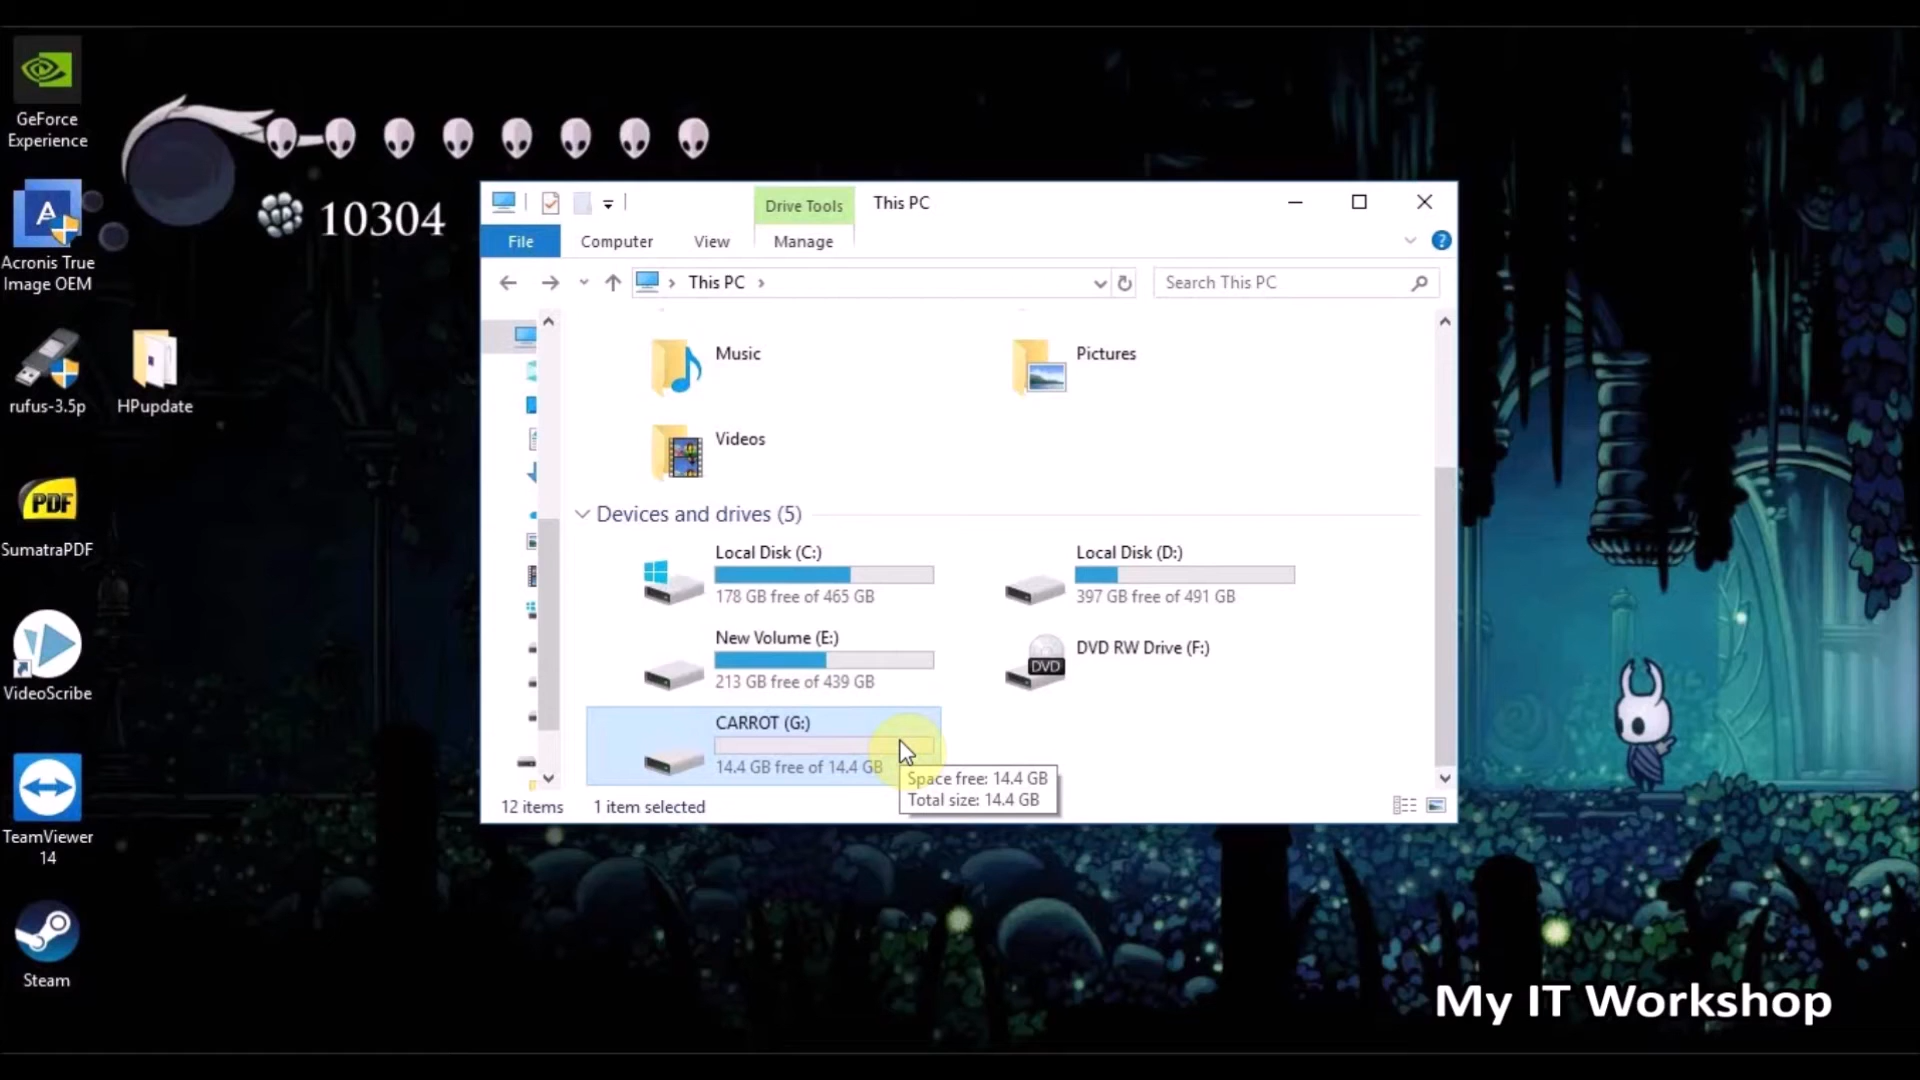 GeForce
Experience
Acronis True
Image OEM
rufus-3.5p
HPupdate
PDF
SumatraPDF
VideoScribe
TeamViewer
14
Steam
10304
Drive Tools
This PC
File
Computer
View
Manage
This PC
Search This PC
Music
Pictures
Videos
Devices and drives (5)
Local Disk (C:)
178 GB free of 465 GB
Local Disk (D:)
397 GB free of 491 GB
New Volume (E:)
213 GB free of 439 GB
DVD RW Drive (F:)
DVD
CARROT (G:)
14.4 GB free of 14.4 GB
Space free: 14.4 GB
Total size: 14.4 GB
12 items
1 item selected
My IT Workshop